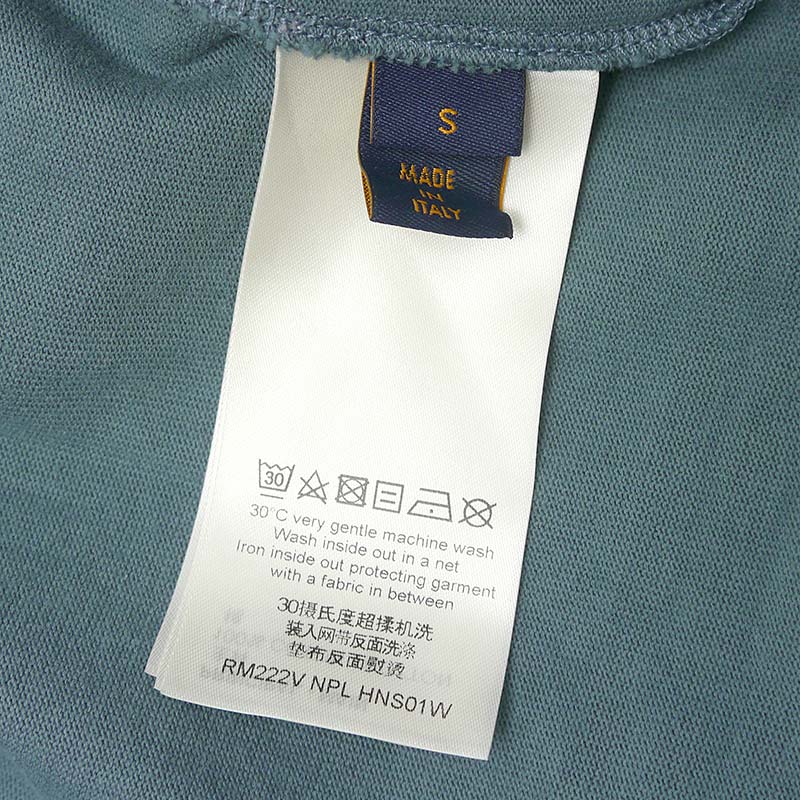 S
MADE
IN
ITALY
30
30°C very gentle machine wash
Wash inside out in a net
Iron inside out protecting garment
with a fabric in between
30摄氏度超揉机洗
装入网带反面洗涤
垫布反面熨烫
RM222V NPL HNS01W